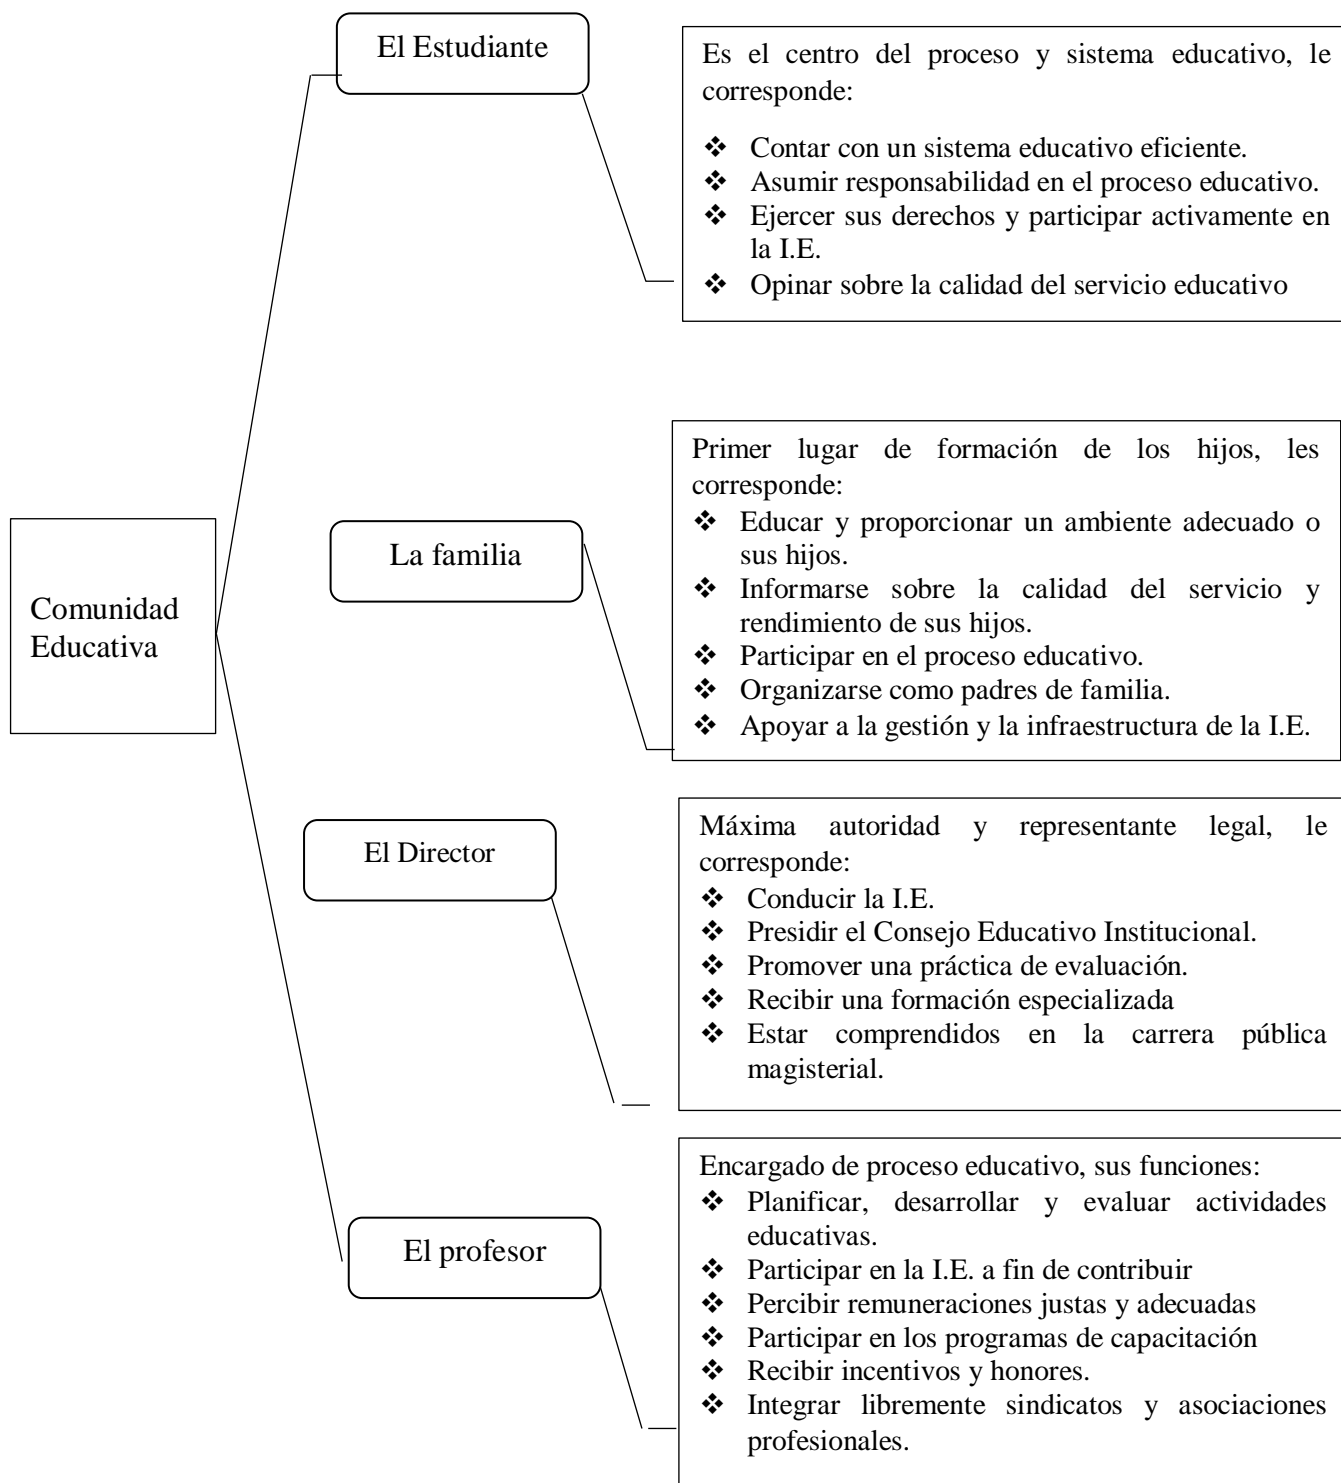 Comunidad
Educativa
El Estudiante
Es el centro del proceso y sistema educativo, le
corresponde:
❖ Contar con un sistema educativo eficiente.
❖ Asumir responsabilidad en el proceso educativo.
❖ Ejercer sus derechos y participar activamente en
la I.E.
❖ Opinar sobre la calidad del servicio educativo
La familia
Primer lugar de formación de los hijos, les
corresponde:
❖ Educar y proporcionar un ambiente adecuado o
sus hijos.
❖ Informarse sobre la calidad del servicio y
rendimiento de sus hijos.
❖ Participar en el proceso educativo.
❖ Organizarse como padres de familia.
❖ Apoyar a la gestión y la infraestructura de la I.E.
El Director
Máxima autoridad y representante legal, le
corresponde:
❖ Conducir la I.E.
❖ Presidir el Consejo Educativo Institucional.
❖ Promover una práctica de evaluación.
❖ Recibir una formación especializada
❖ Estar comprendidos en la carrera pública
magisterial.
El profesor
Encargado de proceso educativo, sus funciones:
❖ Planificar, desarrollar y evaluar actividades
educativas.
❖ Participar en la I.E. a fin de contribuir
❖ Percibir remuneraciones justas y adecuadas
❖ Participar en los programas de capacitación
❖ Recibir incentivos y honores.
❖ Integrar libremente sindicatos y asociaciones
profesionales.